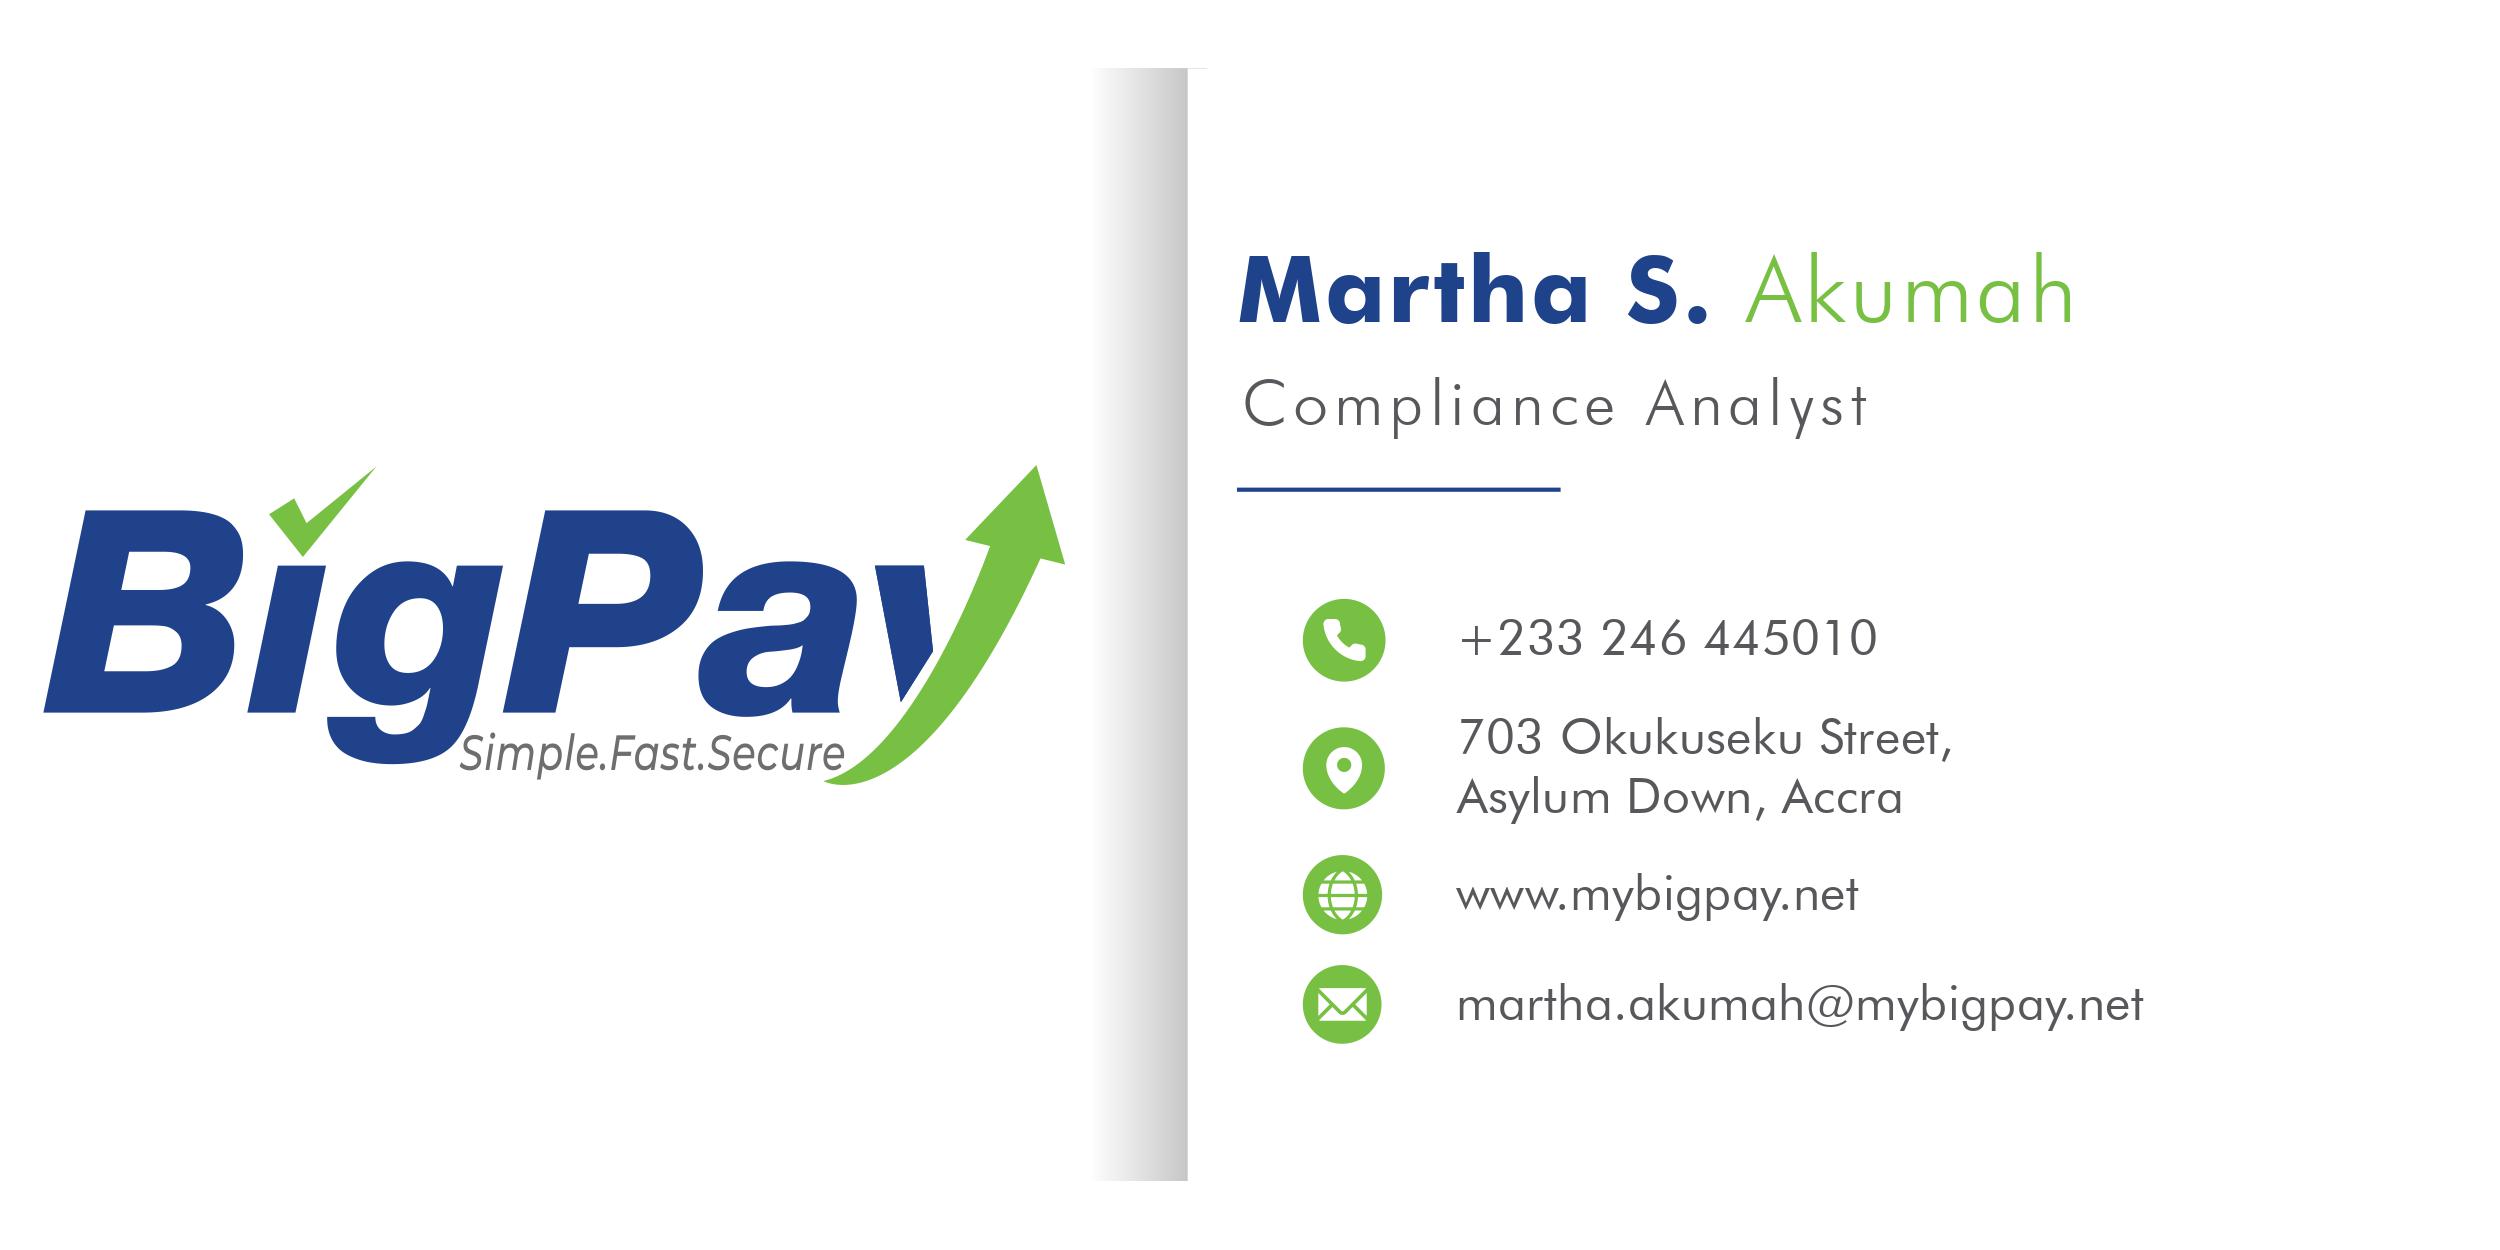 BigPay
Simple.Fast.Secure
Martha S. Akumah
Compliance Analyst
+233 246 445010
703 Okukuseku Street,
Asylum Down, Accra
www.mybigpay.net
martha.akumah@mybigpay.net